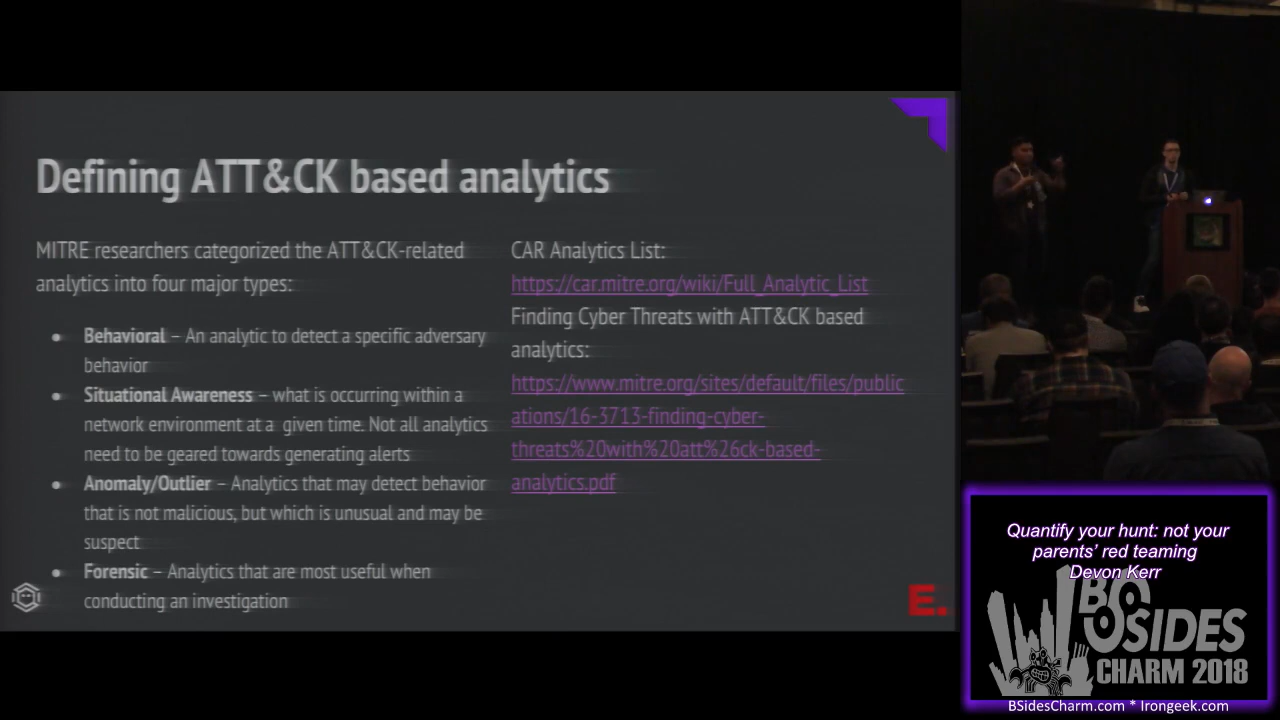 Defining ATT&CK based analytics
MITRE researchers categorized the ATT&CK-related
analytics into four major types:
Behavioral – An analytic to detect a specific adversary
behavior
Situational Awareness – what is occurring within a
network environment at a given time. Not all analytics
need to be geared towards generating alerts
Anomaly/Outlier – Analytics that may detect behavior
that is not malicious, but which is unusual and may be
suspect
Forensic – Analytics that are most useful when
conducting an investigation
CAR Analytics List:
https://car.mitre.org/wiki/Full_Analytic_List
Finding Cyber Threats with ATT&CK based
analytics:
https://www.mitre.org/sites/default/files/public
ations/16-3713-finding-cyber-
threats%20with%20att%26ck-based-
analytics.pdf
E.
Quantify your hunt: not your
parents' red teaming
Devon Kerr
BSIDES
CHARM 2018
BSidesCharm.com * Irongeek.com